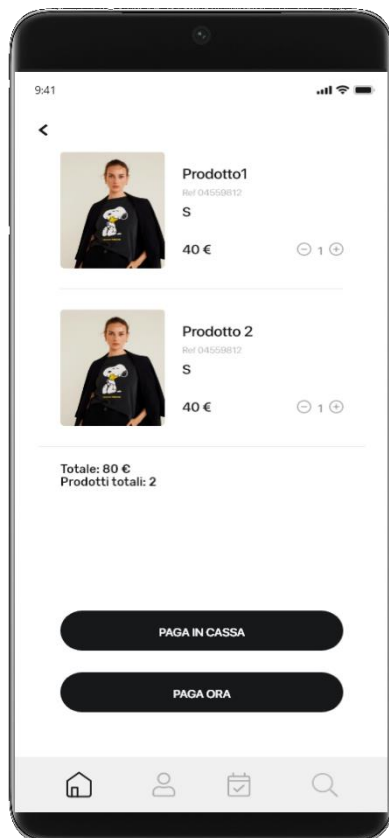 9:41
Prodotto1
Ref 04559812
S
40 €
1
Prodotto 2
Ref 04559812
S
40 €
1
Totale: 80 €
Prodotti totali: 2
PAGA IN CASSA
PAGA ORA